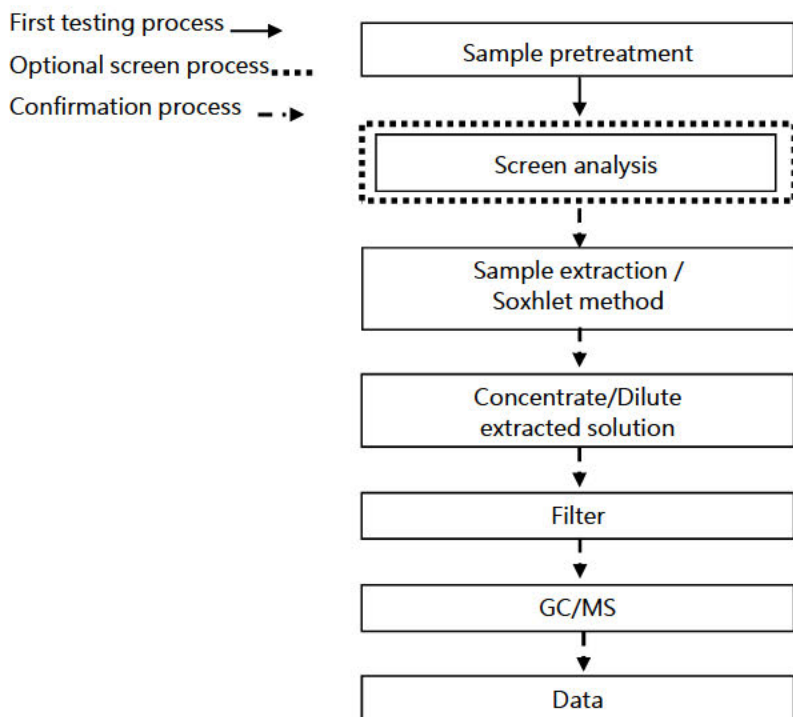 First testing process
Optional screen process
Confirmation process
Sample pretreatment
Screen analysis
Sample extraction /
Soxhlet method
Concentrate/Dilute
extracted solution
Filter
GC/MS
Data